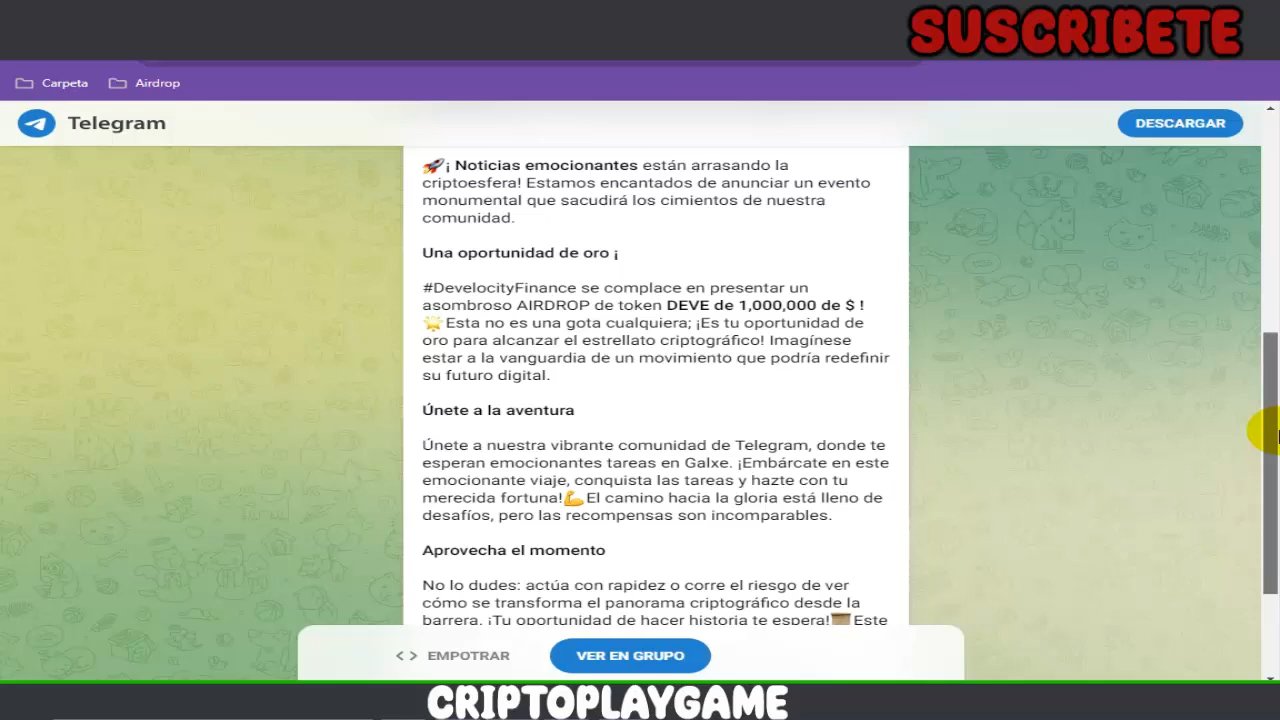 SUSCRIBETE
Carpeta Airdrop
Telegram
DESCARGAR
🚀¡ Noticias emocionantes están arrasando la
criptoesfera! Estamos encantados de anunciar un evento
monumental que sacudirá los cimientos de nuestra
comunidad.
Una oportunidad de oro ¡
#DevelocityFinance se complace en presentar un
asombroso AIRDROP de token DEVE de 1,000,000 de $ !
🌟Esta no es una gota cualquiera; ¡Es tu oportunidad de
oro para alcanzar el estrellato criptográfico! Imagínese
estar a la vanguardia de un movimiento que podría redefinir
su futuro digital.
Únete a la aventura
Únete a nuestra vibrante comunidad de Telegram, donde te
esperan emocionantes tareas en Galxe. ¡Embárcate en este
emocionante viaje, conquista las tareas y hazte con tu
merecida fortuna!💪El camino hacia la gloria está lleno de
desafíos, pero las recompensas son incomparables.
Aprovecha el momento
No lo dudes: actúa con rapidez o corre el riesgo de ver
cómo se transforma el panorama criptográfico desde la
barrera. ¡Tu oportunidad de hacer historia te espera!📜Este
<> EMPOTRAR
VER EN GRUPO
CRIPTOPLAYGAME